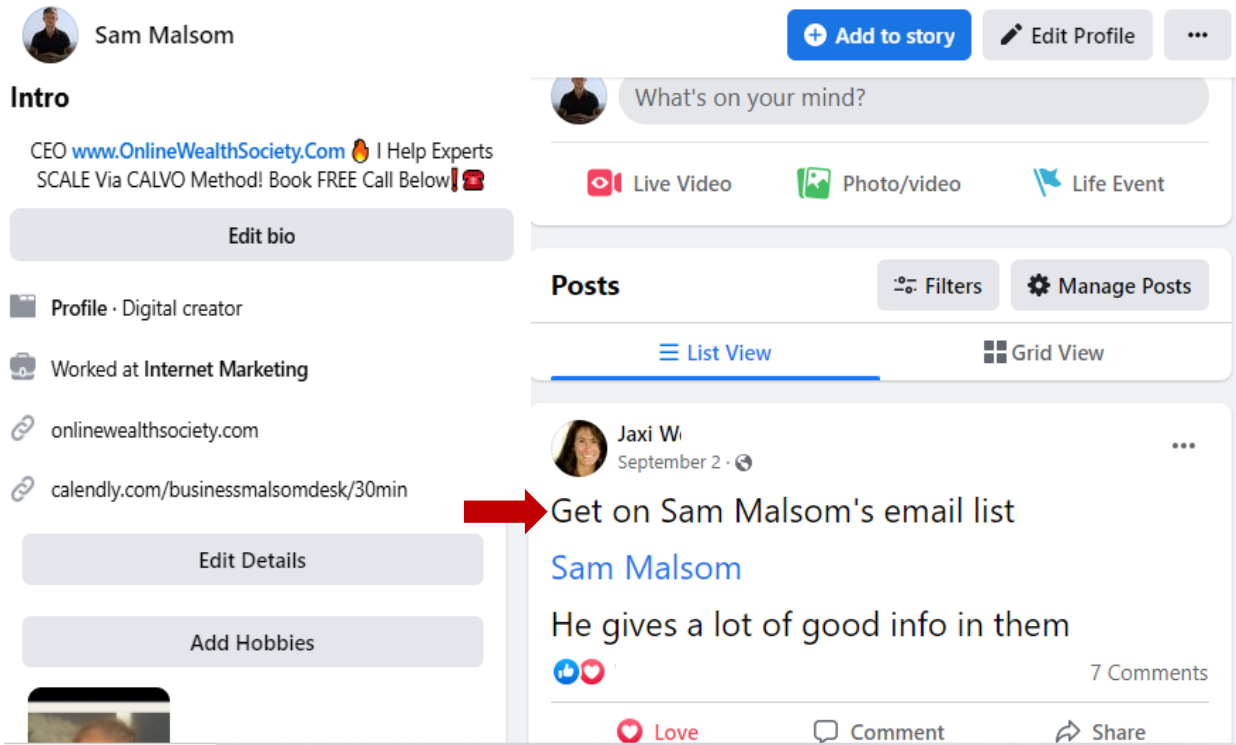 Sam Malsom
Add to story
Edit Profile
Intro
CEO www.OnlineWealthSociety.Com 🔥 I Help Experts
SCALE Via CALVO Method! Book FREE Call Below❗☎️
Edit bio
Profile · Digital creator
Worked at Internet Marketing
onlinewealthsociety.com
calendly.com/businessmalsomdesk/30min
Edit Details
Add Hobbies
What's on your mind?
Live Video
Photo/video
Life Event
Posts
Filters
Manage Posts
List View
Grid View
Jaxi
September 2 ·
Get on Sam Malsom's email list
Sam Malsom
He gives a lot of good info in them
7 Comments
Love
Comment
Share